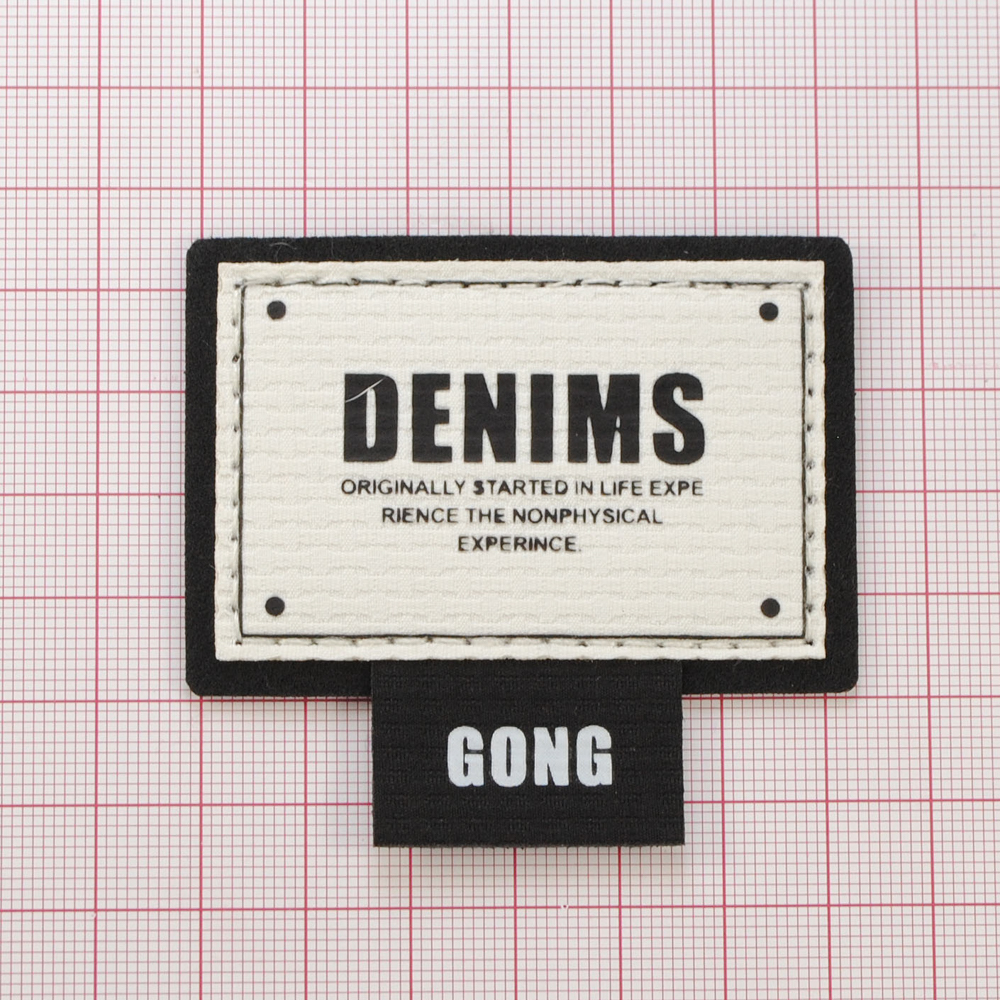 DENIMS
ORIGINALLY STARTED IN LIFE EXPE
RIENCE THE NONPHYSICAL
EXPERINCE.
GONG